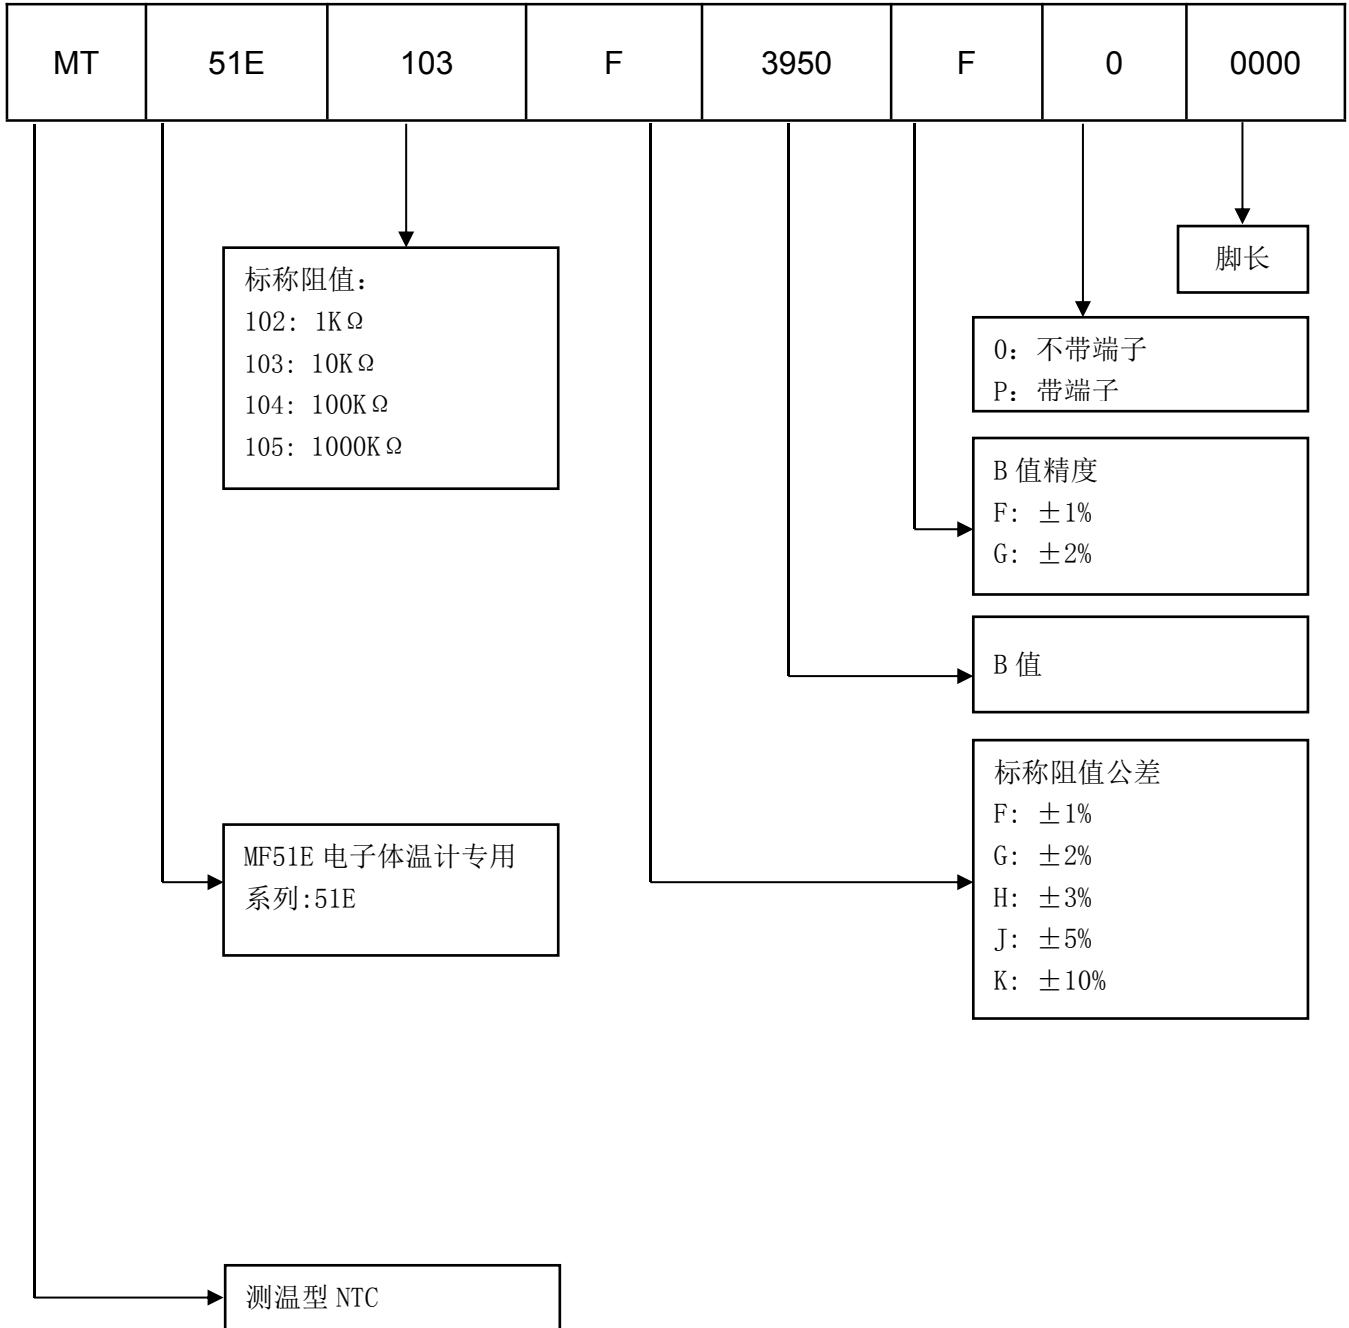 MT 51E 103 F 3950 F 0 0000
脚长
标称阻值：
102: 1KΩ
103: 10KΩ
104: 100KΩ
105: 1000KΩ
0：不带端子
P：带端子
B 值精度
F: ±1%
G: ±2%
B 值
标称阻值公差
F: ±1%
G: ±2%
H: ±3%
J: ±5%
K: ±10%
MF51E 电子体温计专用
系列:51E
测温型 NTC